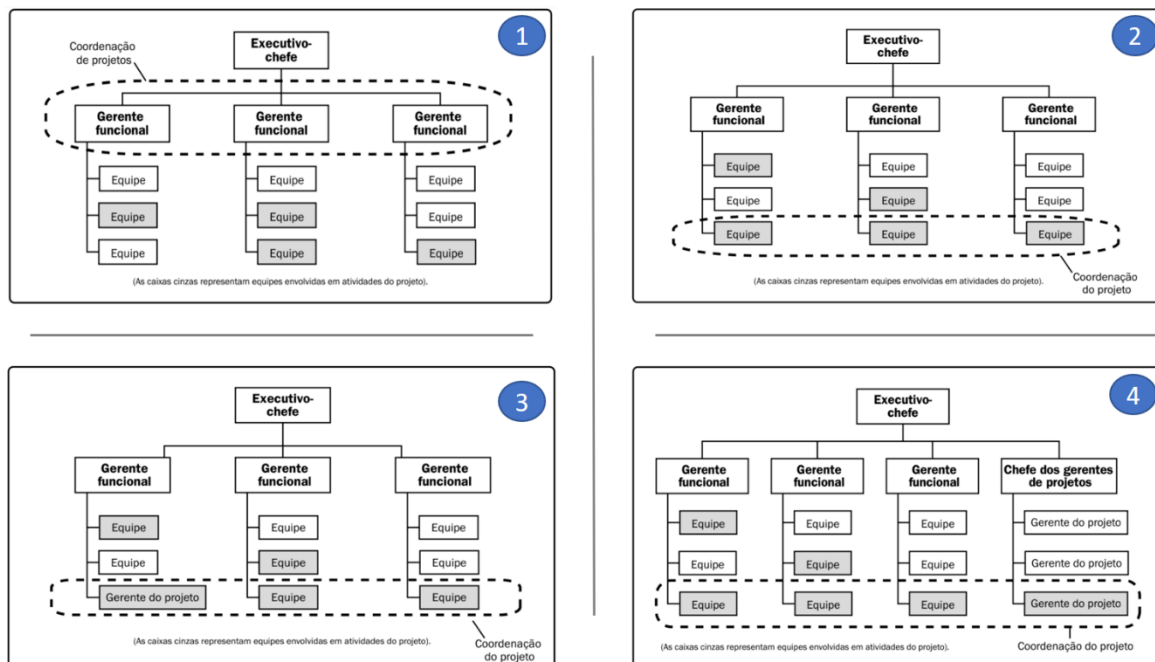 1
Coordenação
de projetos
Executivo-
chefe
Gerente
funcional
Gerente
funcional
Gerente
funcional
Equipe
Equipe
Equipe
Equipe
Equipe
Equipe
Equipe
Equipe
Equipe
(As caixas cinzas representam equipes envolvidas em atividades do projeto).
2
Executivo-
chefe
Gerente
funcional
Gerente
funcional
Gerente
funcional
Equipe
Equipe
Equipe
Equipe
Equipe
Equipe
Equipe
Equipe
Equipe
(As caixas cinzas representam equipes envolvidas em atividades do projeto).
Coordenação
do projeto
3
Executivo-
chefe
Gerente
funcional
Gerente
funcional
Gerente
funcional
Equipe
Equipe
Equipe
Equipe
Equipe
Equipe
Gerente do projeto
Equipe
Equipe
(As caixas cinzas representam equipes envolvidas em atividades do projeto).
Coordenação
do projeto
4
Executivo-
chefe
Gerente
funcional
Gerente
funcional
Gerente
funcional
Chefe dos gerentes
de projetos
Equipe
Equipe
Equipe
Gerente do projeto
Equipe
Equipe
Equipe
Gerente do projeto
Equipe
Equipe
Equipe
Gerente do projeto
(As caixas cinzas representam equipes envolvidas em atividades do projeto).
Coordenação do projeto